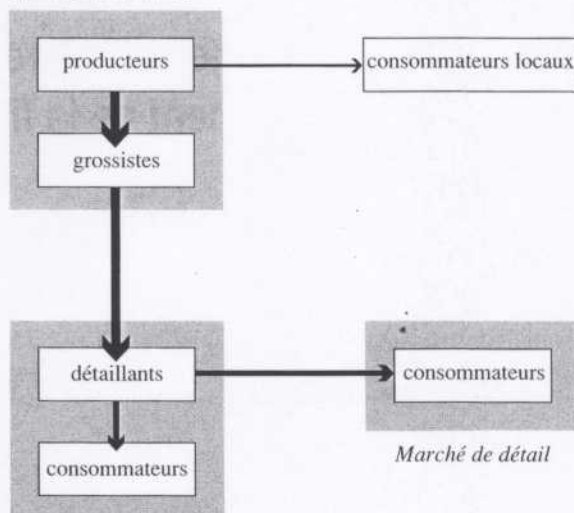 producteurs
consommateurs locaux
grossistes
détaillants
consommateurs
consommateurs
Marché de détail